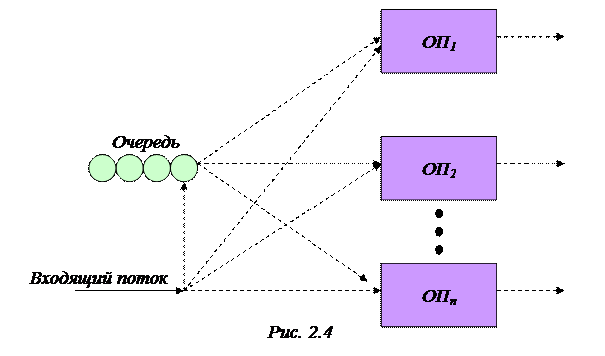 ОП1
Очередь
ОП2
Входящий поток
ОПn
Рис. 2.4